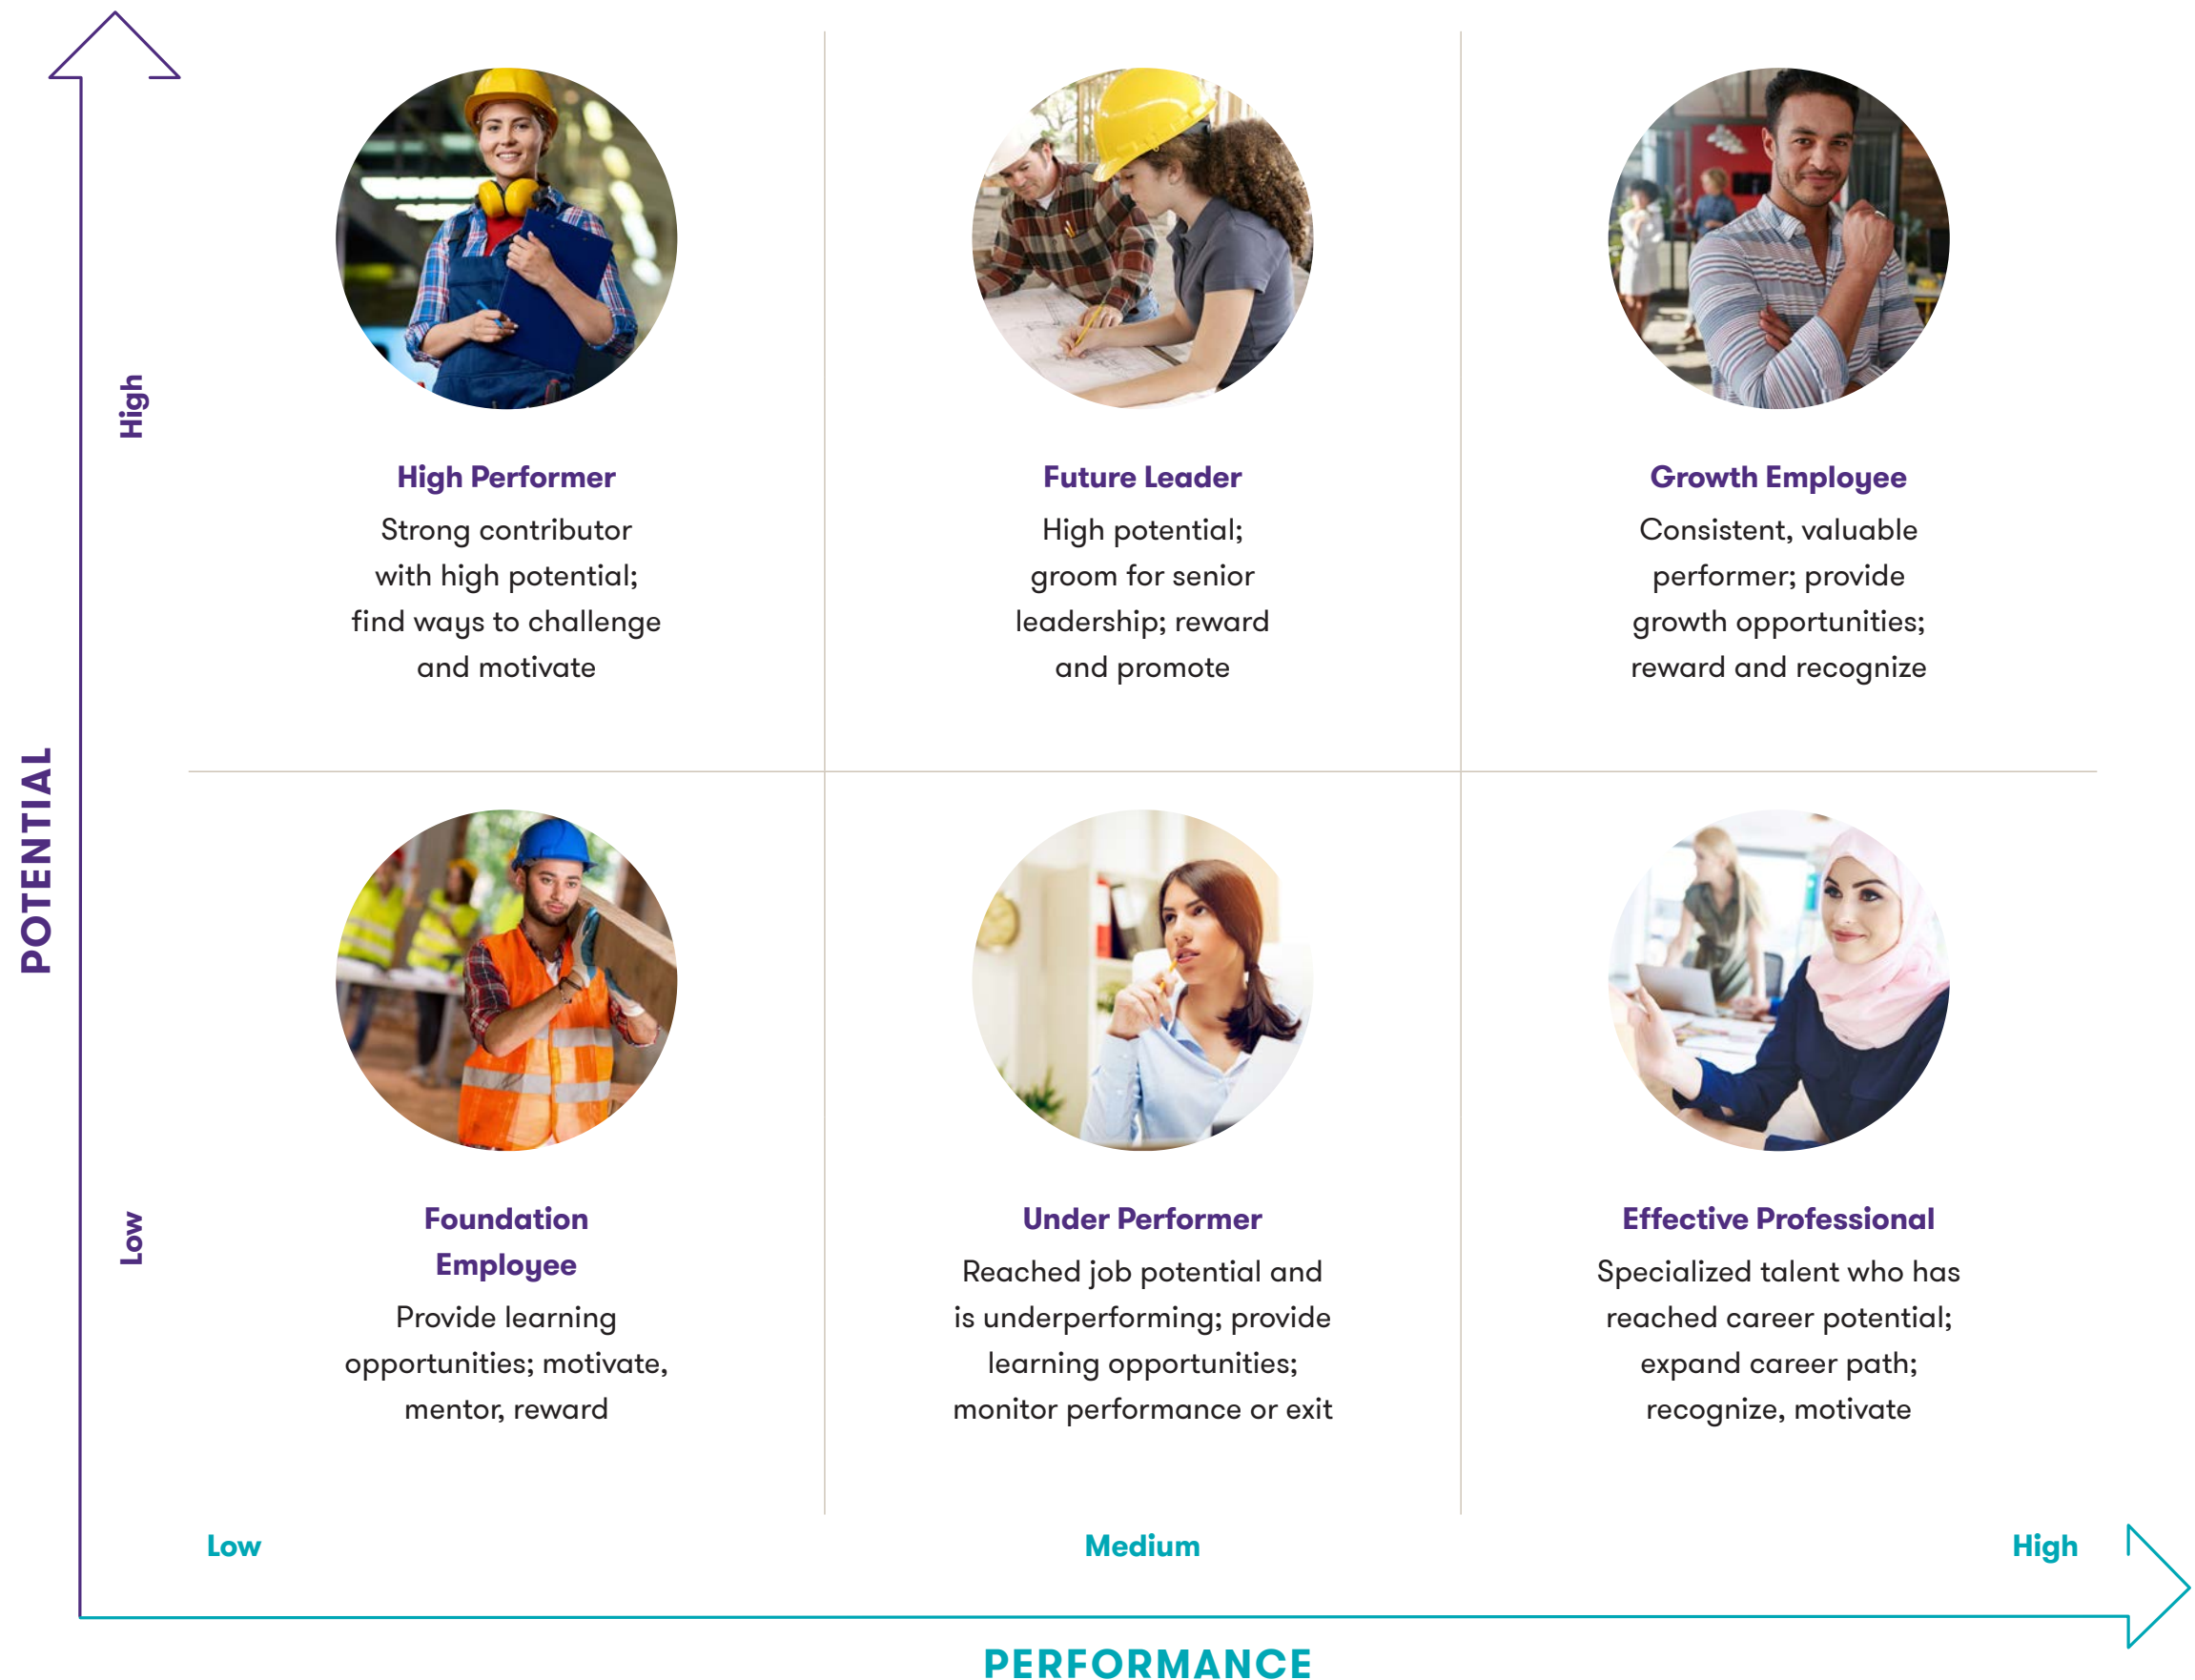 High Performer
Strong contributor
with high potential;
find ways to challenge
and motivate
Future Leader
High potential;
groom for senior
leadership; reward
and promote
Growth Employee
Consistent, valuable
performer; provide
growth opportunities;
reward and recognize
High
POTENTIAL
Low
Foundation
Employee
Provide learning
opportunities; motivate,
mentor, reward
Under Performer
Reached job potential and
is underperforming; provide
learning opportunities;
monitor performance or exit
Effective Professional
Specialized talent who has
reached career potential;
expand career path;
recognize, motivate
Low
Medium
High
PERFORMANCE